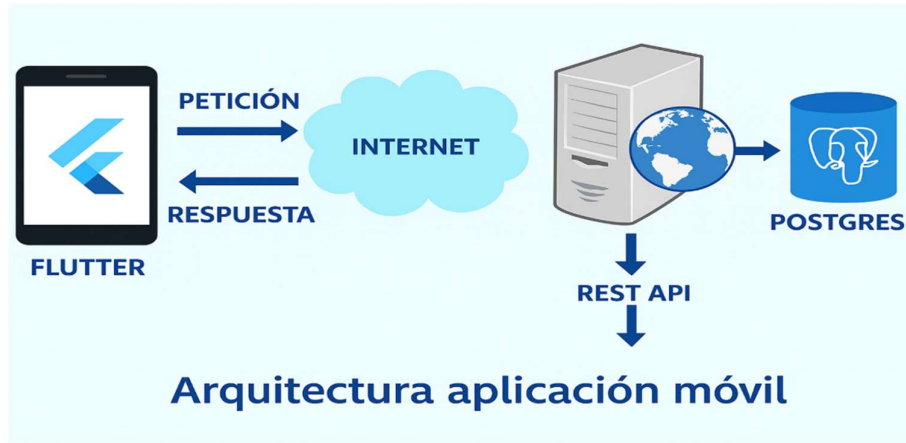 PETICIÓN
INTERNET
RESPUESTA
FLUTTER
POSTGRES
REST API
Arquitectura aplicación móvil